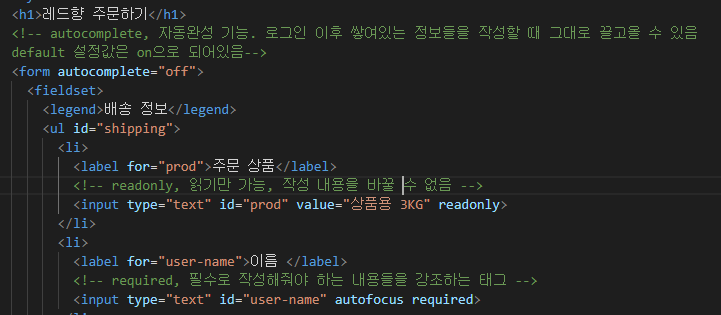 <h1>레드향 주문하기</h1>
<!-- autocomplete, 자동완성 기능. 로그인 이후 쌓여있는 정보들을 작성할 때 그대로 끌고올 수 있음
default 설정값은 on으로 되어있음-->
<form autocomplete="off">
<fieldset>
<legend>배송 정보</legend>
<ul id="shipping">
<li>
<label for="prod">주문 상품</label>
<!-- readonly, 읽기만 가능, 작성 내용을 바꿀 수 없음 -->
<input type="text" id="prod" value="상품용 3KG" readonly>
</li>
<li>
<label for="user-name">이름 </label>
<!-- required, 필수로 작성해줘야 하는 내용들을 강조하는 태그 -->
<input type="text" id="user-name" autofocus required>